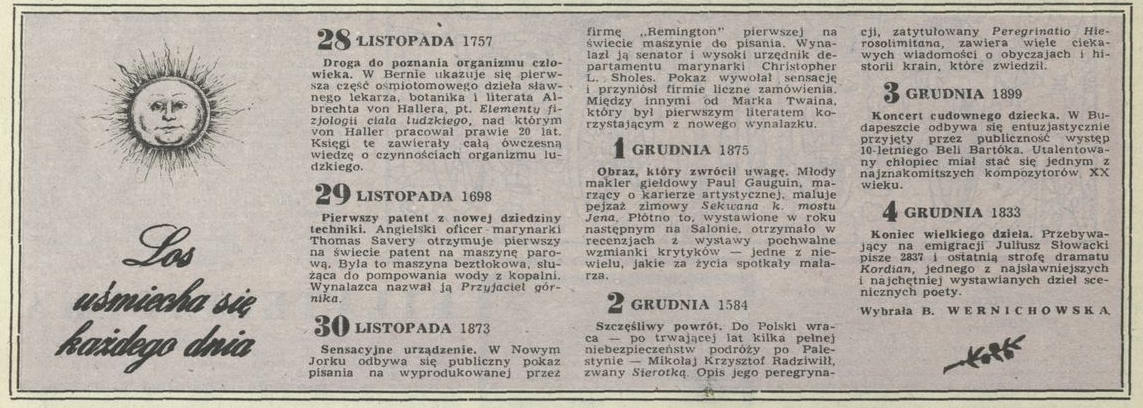 Los
uśmiecha się
każdego dnia
28 LISTOPADA 1757
Droga do poznania organizmu czło-
wieka. W Bernie ukazuje się pierw-
sza część ośmiotomowego dzieła sław-
nego lekarza, botanika i literata Al-
brechta von Hallera, pt. Elementy fi-
zjologii ciała ludzkiego, nad którym
von Haller pracował prawie 20 lat.
Księgi te zawierały całą ówczesną
wiedzę o czynnościach organizmu lu-
dzkiego.
29 LISTOPADA 1698
Pierwszy patent z nowej dziedziny
techniki. Angielski oficer marynarki
Thomas Savery otrzymuje pierwszy
na świecie patent na maszynę paro-
wą. Była to maszyna beztłokowa, słu-
żąca do pompowania wody z kopalni.
Wynalazca nazwał ją Przyjaciel gór-
nika.
30 LISTOPADA 1873
Sensacyjne urządzenie. W Nowym
Jorku odbywa się publiczny pokaz
pisania na wyprodukowanej przez
firmę „Remington" pierwszej na
świecie maszynie do pisania. Wyna-
lazł ją senator i wysoki urzędnik de-
partamentu marynarki Christopher
L. Sholes. Pokaz wywołał sensację
i przyniósł firmie liczne zamówienia.
Między innymi od Marka Twaina,
który był pierwszym literatem ko-
rzystającym z nowego wynalazku.
1 GRUDNIA 1875
Obraz, który zwrócił uwagę. Młody
makler giełdowy Paul Gauguin, ma-
rzący o karierze artystycznej, maluje
pejzaż zimowy Sekwana k. mostu
Jena. Płótno to, wystawione w roku
następnym na Salonie, otrzymało w
recenzjach z wystawy pochwalne
wzmianki krytyków — jedne z nie-
wielu, jakie za życia spotkały mala-
rza.
2 GRUDNIA 1584
Szczęśliwy powrót. Do Polski wra-
ca — po trwającej lat kilka pełnej
niebezpieczeństw podróży po Pale-
stynie — Mikołaj Krzysztof Radziwiłł,
zwany Sierotką. Opis jego peregryna-
cji, zatytułowany Peregrinatio Hie-
rosolimitana, zawiera wiele cieka-
wych wiadomości o obyczajach i hi-
storii krain, które zwiedził.
3 GRUDNIA 1899
Koncert cudownego dziecka. W Bu-
dapeszcie odbywa się entuzjastycznie
przyjęty przez publiczność występ
10-letniego Beli Bartóka. Utalentowa-
ny chłopiec miał stać się jednym z
najznakomitszych kompozytorów XX
wieku.
4 GRUDNIA 1833
Koniec wielkiego dzieła. Przebywa-
jący na emigracji Juliusz Słowacki
pisze 2837 i ostatnią strofę dramatu
Kordian, jednego z najsławniejszych
i najchętniej wystawianych dzieł sce-
nicznych poety.
Wybrała B. WERNICHOWSKA